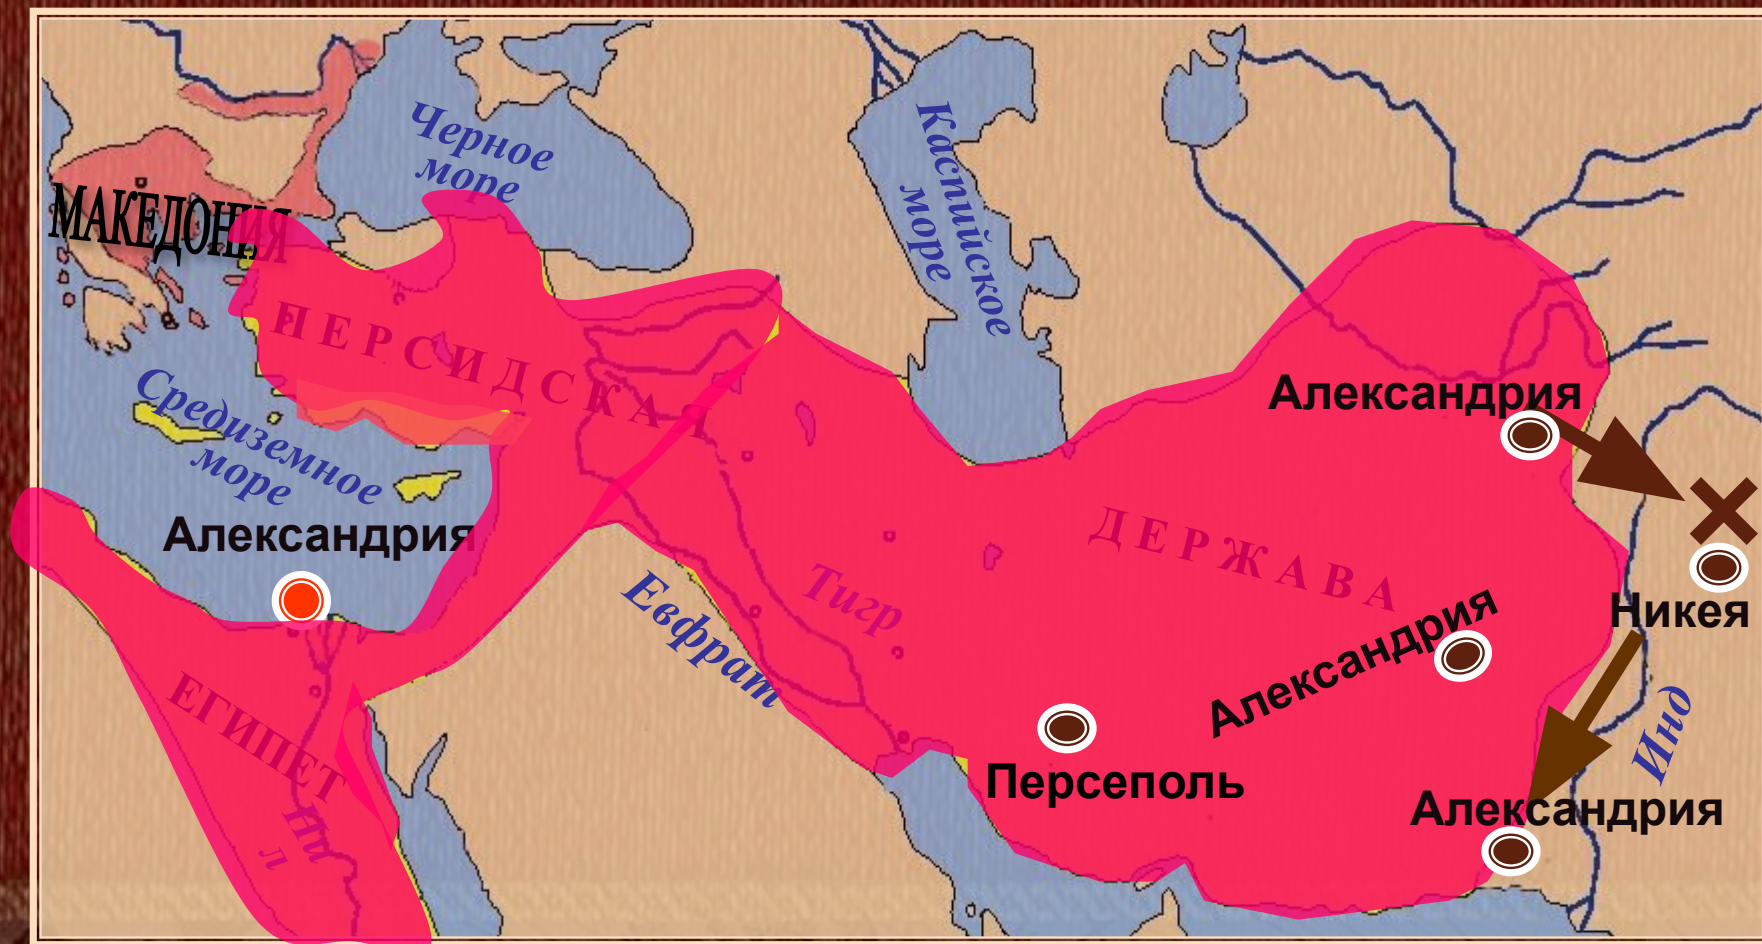 Черное
море
Каспийское
море
МАКЕДОНИЯ
ПЕРСИДСКАЯ
Александрия
Средиземное
море
Александрия
ДЕРЖАВА
Евфрат
Тигр
Никея
Александрия
ЕГИПЕТ
Инд
Персеполь
Александрия
Ни
л